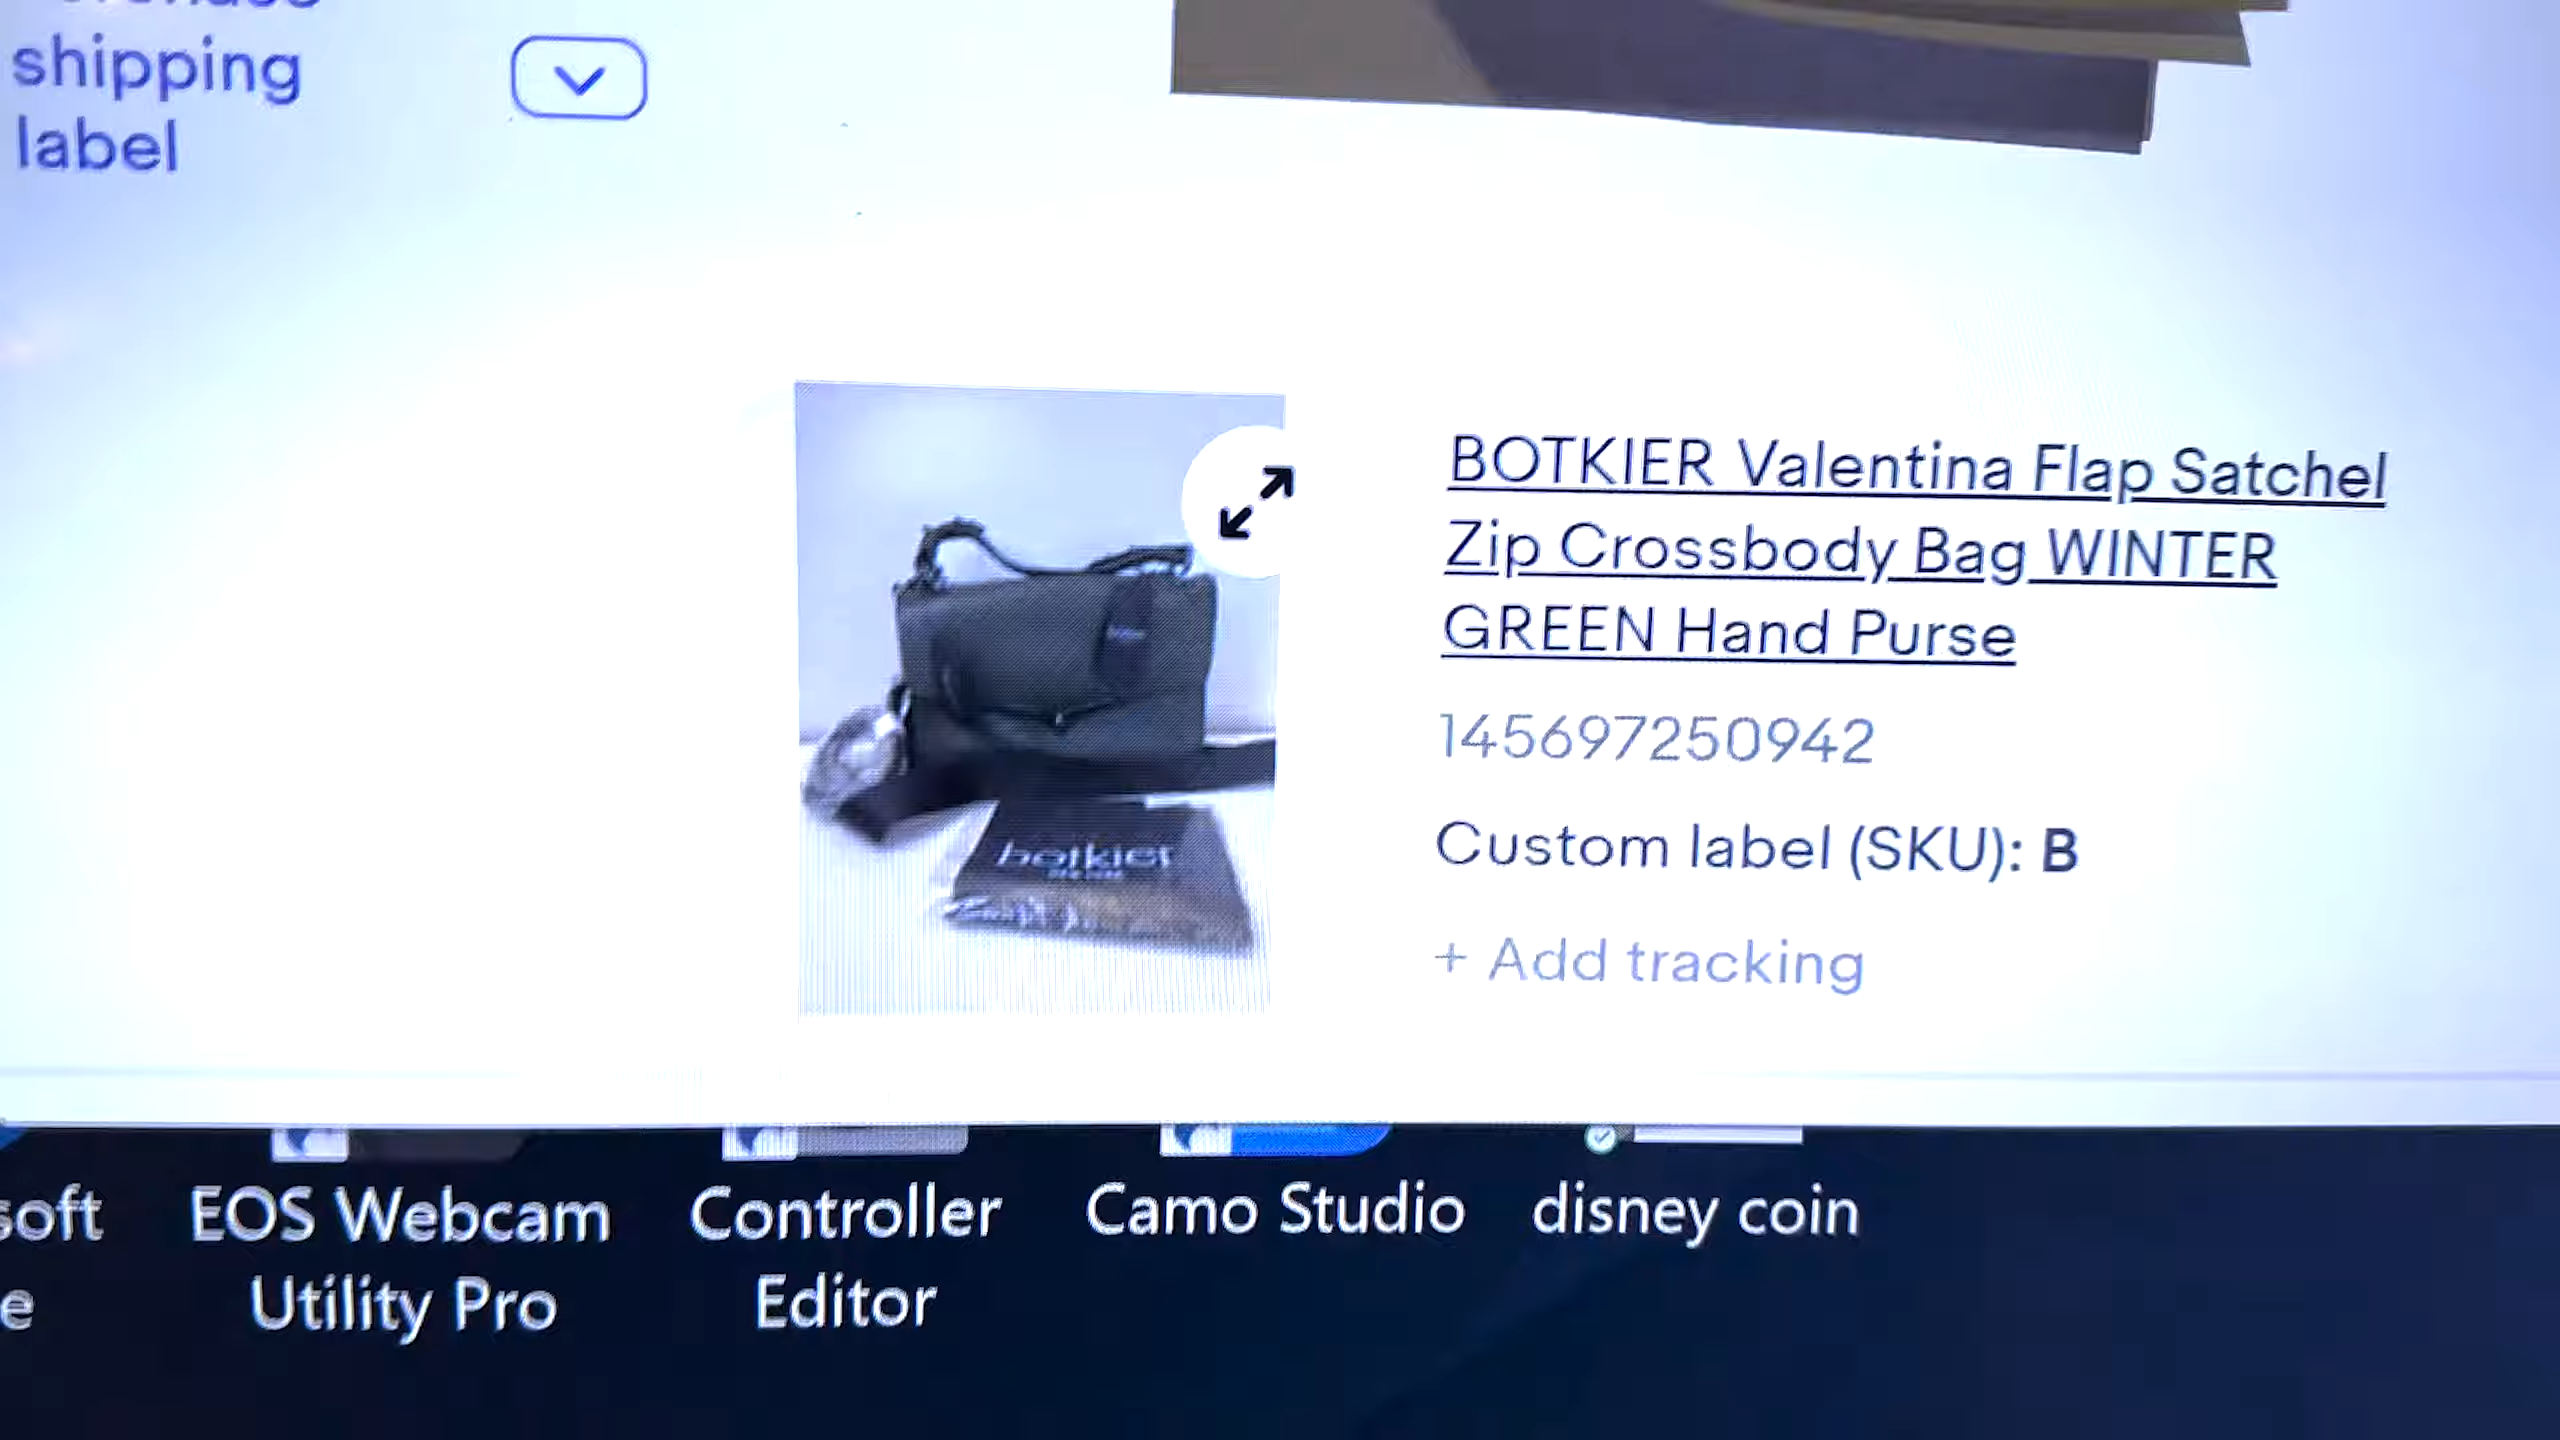 shipping
label
BOTKIER Valentina Flap Satchel
Zip Crossbody Bag WINTER
GREEN Hand Purse
145697250942
Custom label (SKU): B
+ Add tracking
botkier
soft
e
EOS Webcam
Utility Pro
Controller
Editor
Camo Studio
disney coin